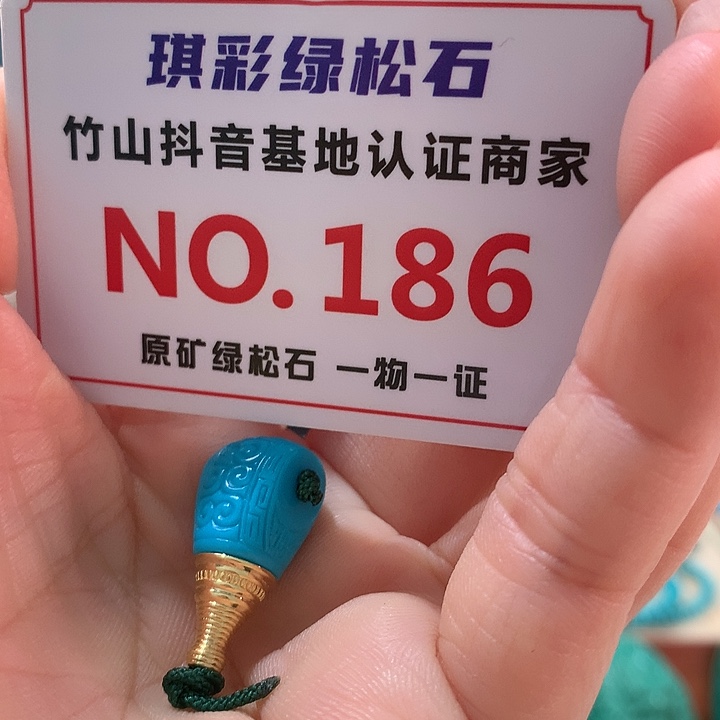 琪彩绿松石
竹山抖音基地认证商家
NO.186
原矿绿松石 一物一证